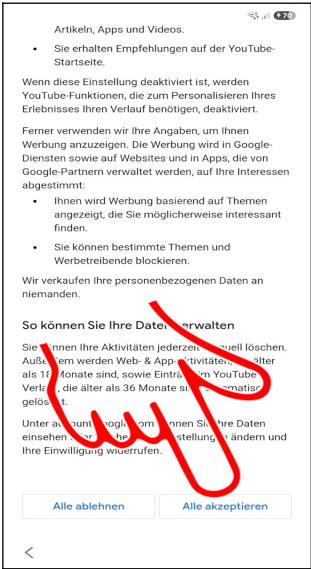 70
Artikeln, Apps und Videos.
• Sie erhalten Empfehlungen auf der YouTube-
Startseite.
Wenn diese Einstellung deaktiviert ist, werden
YouTube-Funktionen, die zum Personalisieren Ihres
Erlebnisses Ihren Verlauf benötigen, deaktiviert.
Ferner verwenden wir Ihre Angaben, um Ihnen
Werbung anzuzeigen. Die Werbung wird in Google-
Diensten sowie auf Websites und in Apps, die von
Google-Partnern verwaltet werden, auf Ihre Interessen
abgestimmt:
• Ihnen wird Werbung basierend auf Themen
angezeigt, die Sie möglicherweise interessant
finden.
• Sie können bestimmte Themen und
Werbetreibende blockieren.
Wir verkaufen Ihre personenbezogenen Daten an
niemanden.
So können Sie Ihre Daten verwalten
Sie können Ihre Aktivitäten jederzeit manuell löschen.
Außerdem werden Web- & App-Aktivitäten, die älter
als 18 Monate sind, sowie Einträge im YouTube-
Verlauf, die älter als 36 Monate sind, automatisch
gelöscht.
Unter account.google.com können Sie Ihre Daten
einsehen oder Einstellungen ändern und
Ihre Einwilligung widerrufen.
Alle ablehnen
Alle akzeptieren